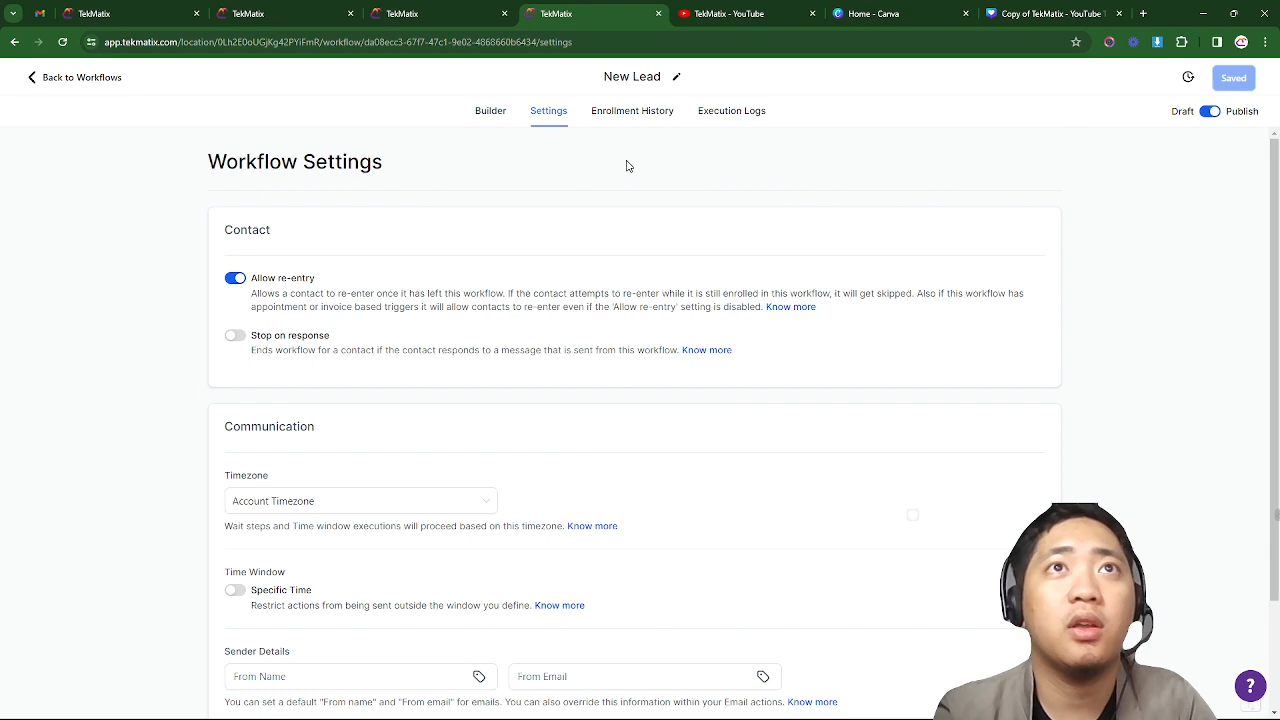 TekMatix
TekMatix
TekMatix
TekMatix
TekMatix - YouTube
Home - Canva
Copy of TekMatix - YouTube T
app.tekmatix.com/location/0Lh2E0oUGjKg42PYiFmR/workflow/da08ecc3-67f7-47c1-9e02-4868660b6434/settings
Back to Workflows
New Lead
Saved
Builder
Settings
Enrollment History
Execution Logs
Draft
Publish
Workflow Settings
Contact
Allow re-entry
Allows a contact to re-enter once it has left this workflow. If the contact attempts to re-enter while it is still enrolled in this workflow, it will get skipped. Also if this workflow has
appointment or invoice based triggers it will allow contacts to re-enter even if the 'Allow re-entry' setting is disabled. Know more
Stop on response
Ends workflow for a contact if the contact responds to a message that is sent from this workflow. Know more
Communication
Timezone
Account Timezone
Wait steps and Time window executions will proceed based on this timezone. Know more
Time Window
Specific Time
Restrict actions from being sent outside the window you define. Know more
Sender Details
From Name
From Email
You can set a default "From name" and "From email" for emails. You can also override this information within your Email actions. Know more
?